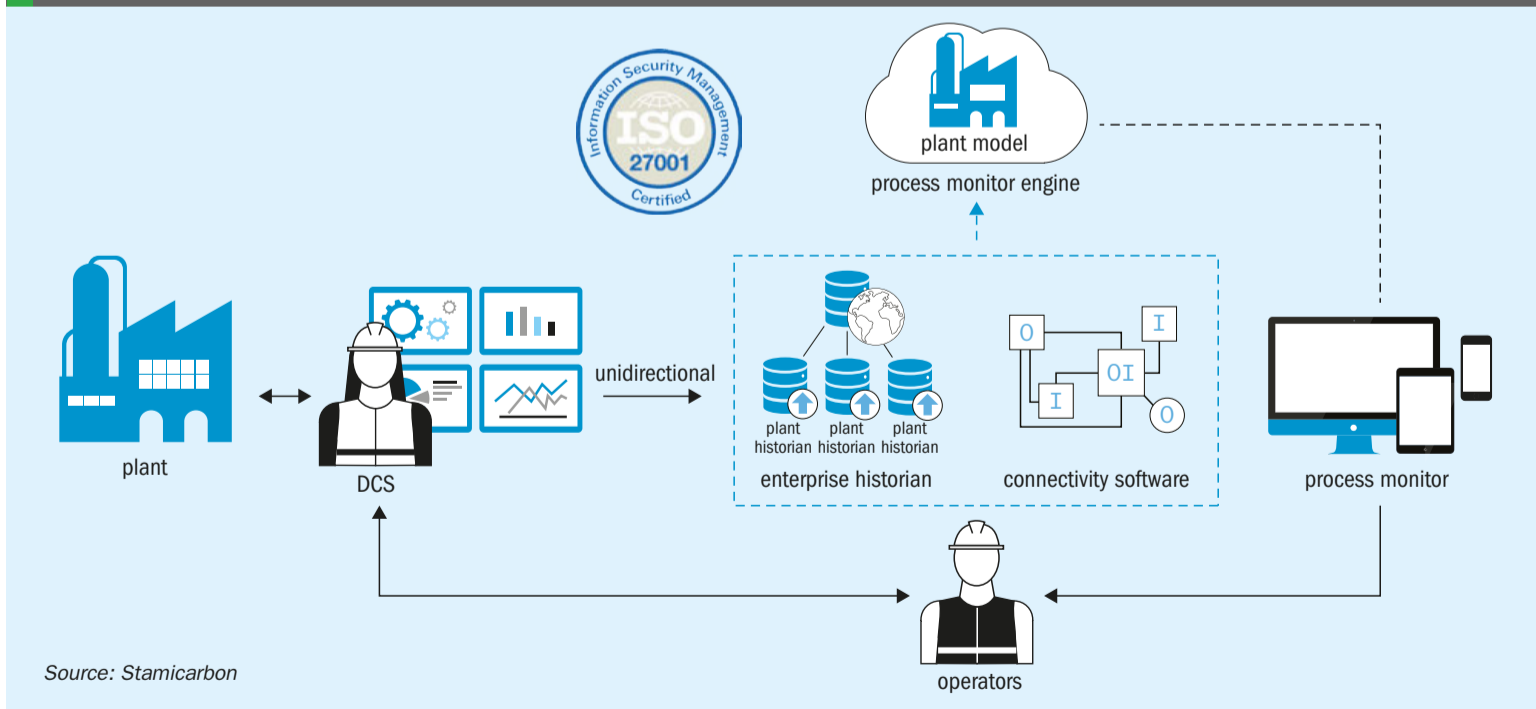 Information Security Management
ISO
27001
Certified
plant model
process monitor engine
plant
DCS
unidirectional
plant
historian
plant
historian
plant
historian
enterprise historian
O
I
OI
I
O
connectivity software
process monitor
operators
Source: Stamicarbon